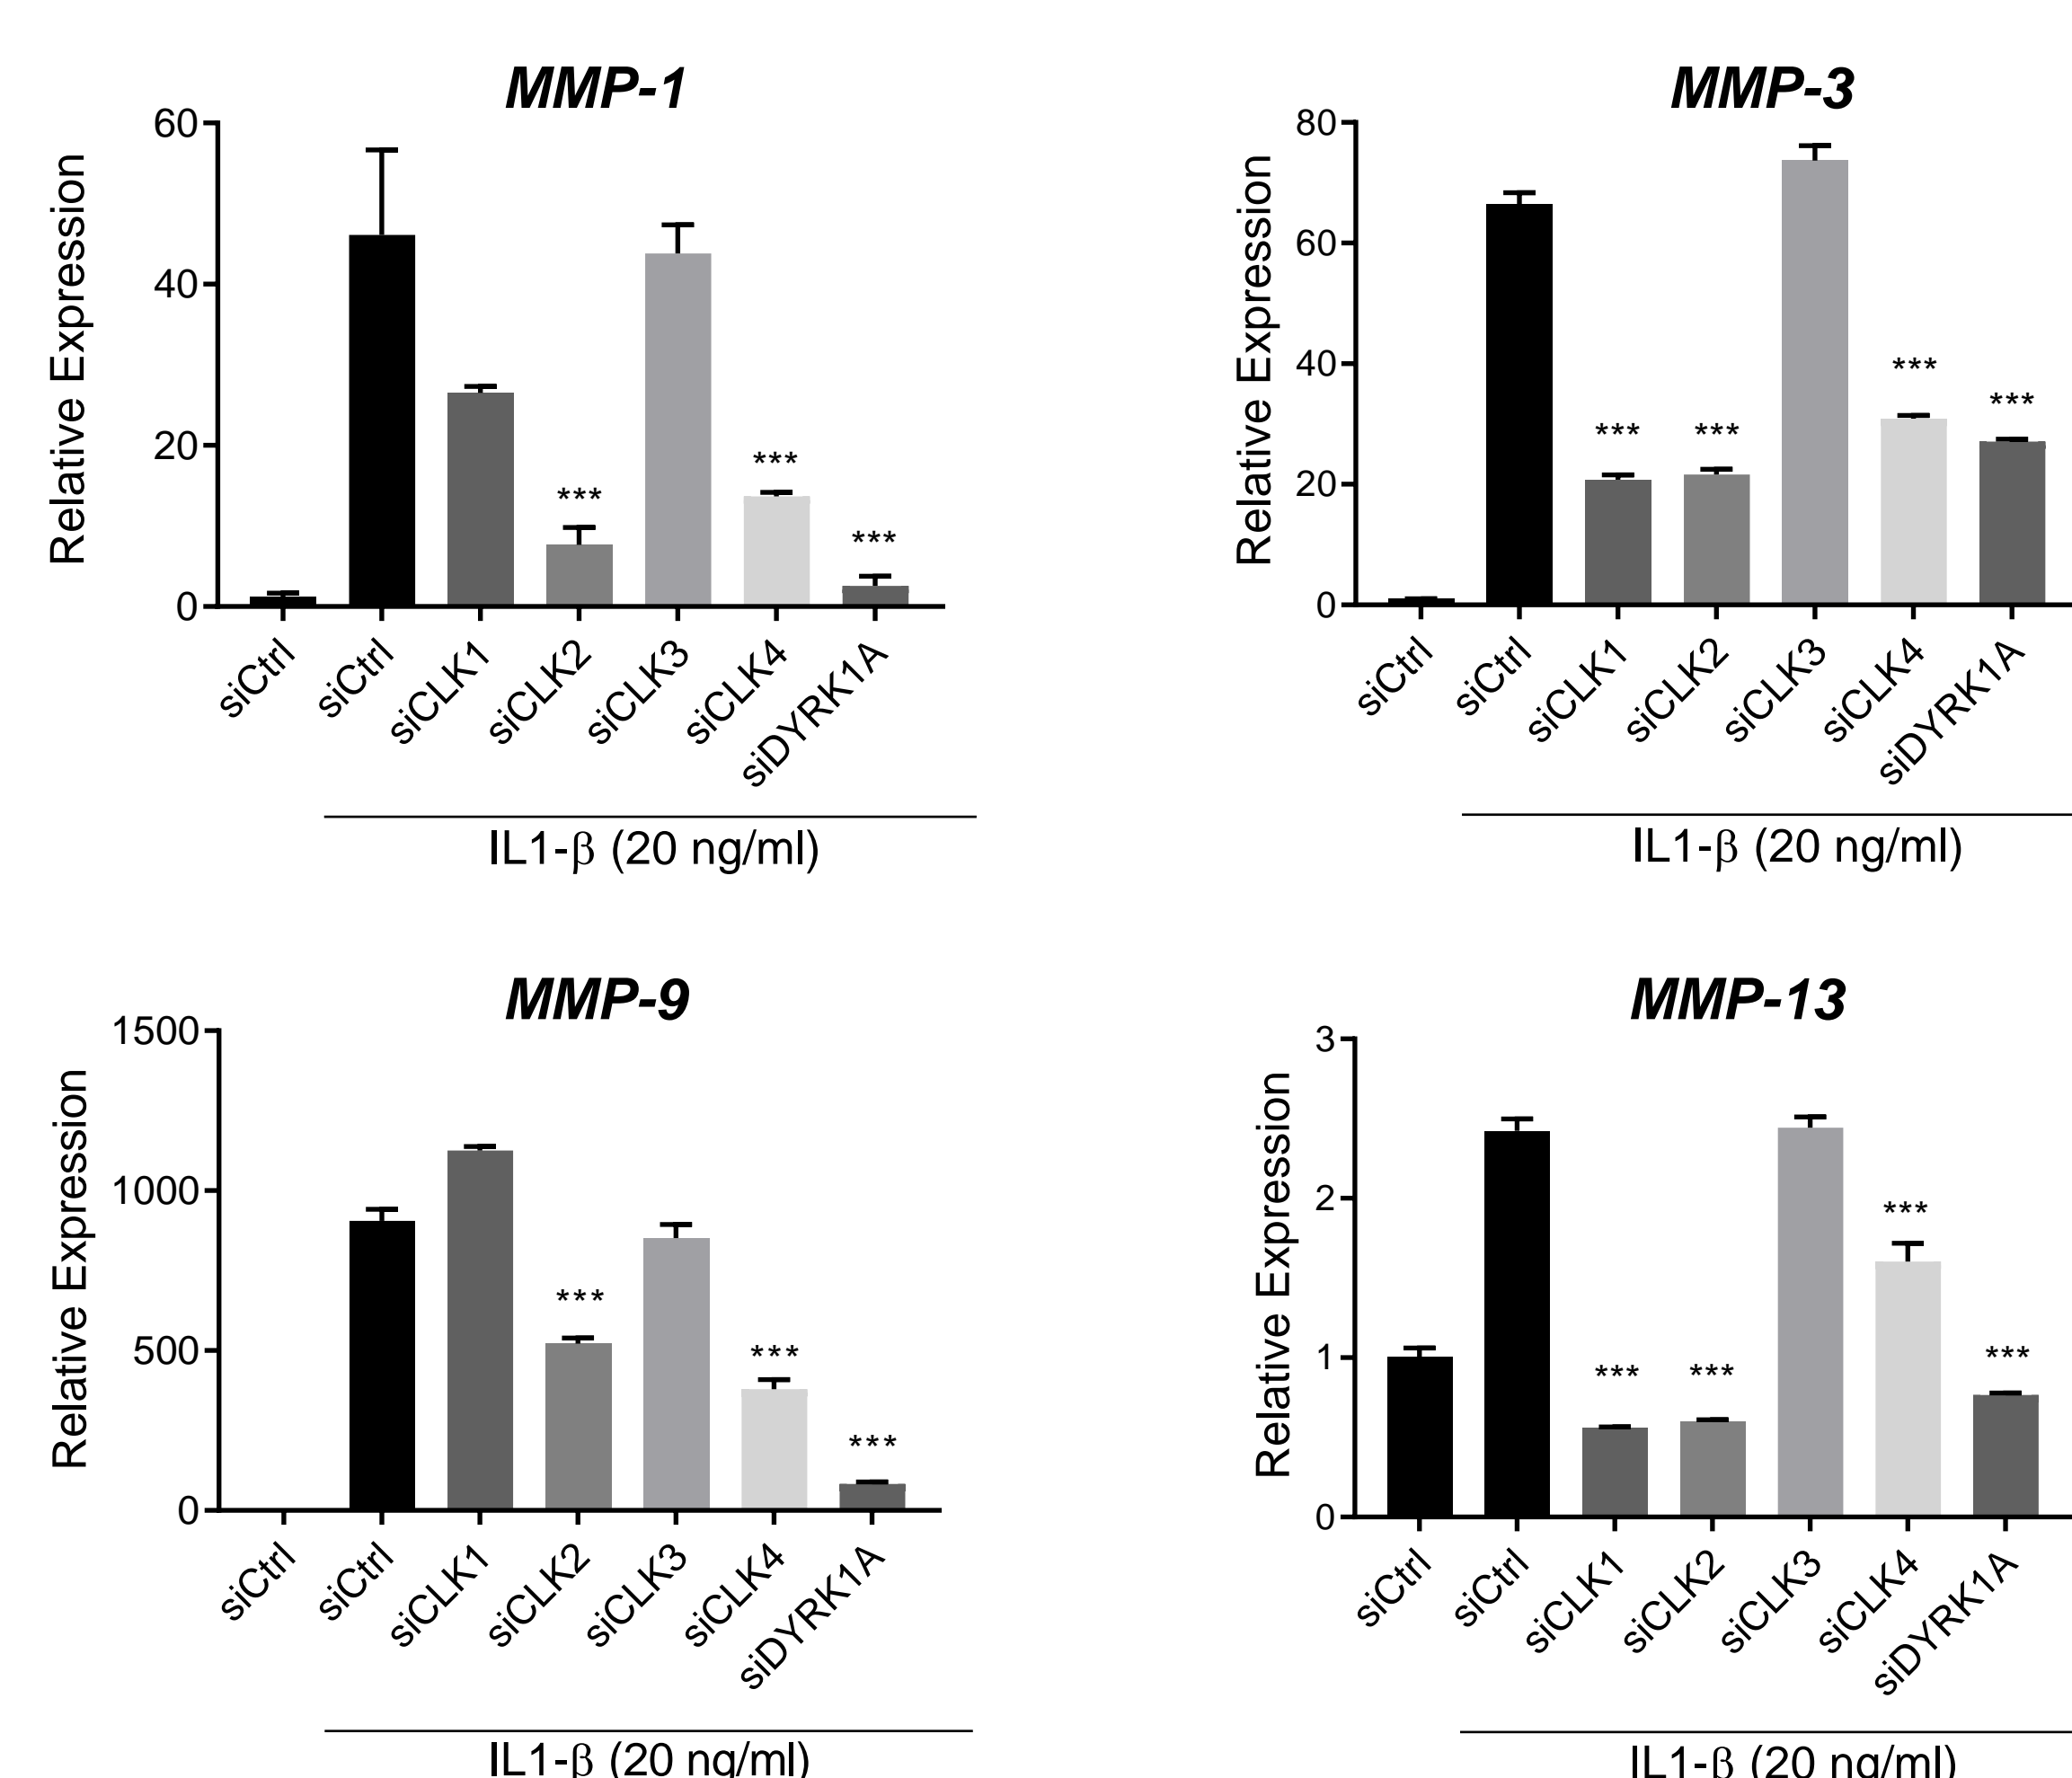 MMP-1
Relative Expression
60
40
20
0
***
***
***
siCtrl
siCtrl
siCLK1
siCLK2
siCLK3
siCLK4
siDYRK1A
IL1-β (20 ng/ml)
MMP-3
Relative Expression
80
60
40
20
0
***
***
***
***
siCtrl
siCtrl
siCLK1
siCLK2
siCLK3
siCLK4
siDYRK1A
IL1-β (20 ng/ml)
MMP-9
Relative Expression
1500
1000
500
0
***
***
***
siCtrl
siCtrl
siCLK1
siCLK2
siCLK3
siCLK4
siDYRK1A
IL1-β (20 ng/ml)
MMP-13
Relative Expression
3
2
1
0
***
***
***
***
siCtrl
siCtrl
siCLK1
siCLK2
siCLK3
siCLK4
siDYRK1A
IL1-β (20 ng/ml)